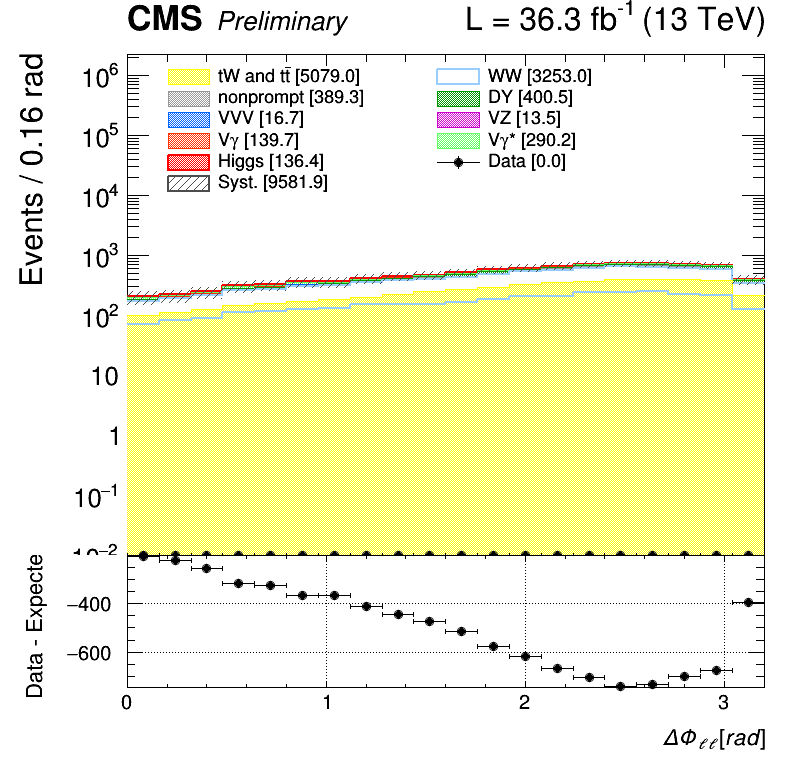 CMS Preliminary L = 36.3 fb⁻¹ (13 TeV)
Events / 0.16 rad
tW and tt̄ [5079.0] WW [3253.0]
nonprompt [389.3] DY [400.5]
VVV [16.7] VZ [13.5]
Vγ [139.7] Vγ* [290.2]
Higgs [136.4] Data [0.0]
Syst. [9581.9]
10⁶
10⁵
10⁴
10³
10²
10
1
10⁻¹
10⁻²
Data - Expecte
−400
−600
0 1 2 3
ΔΦℓℓ[rad]